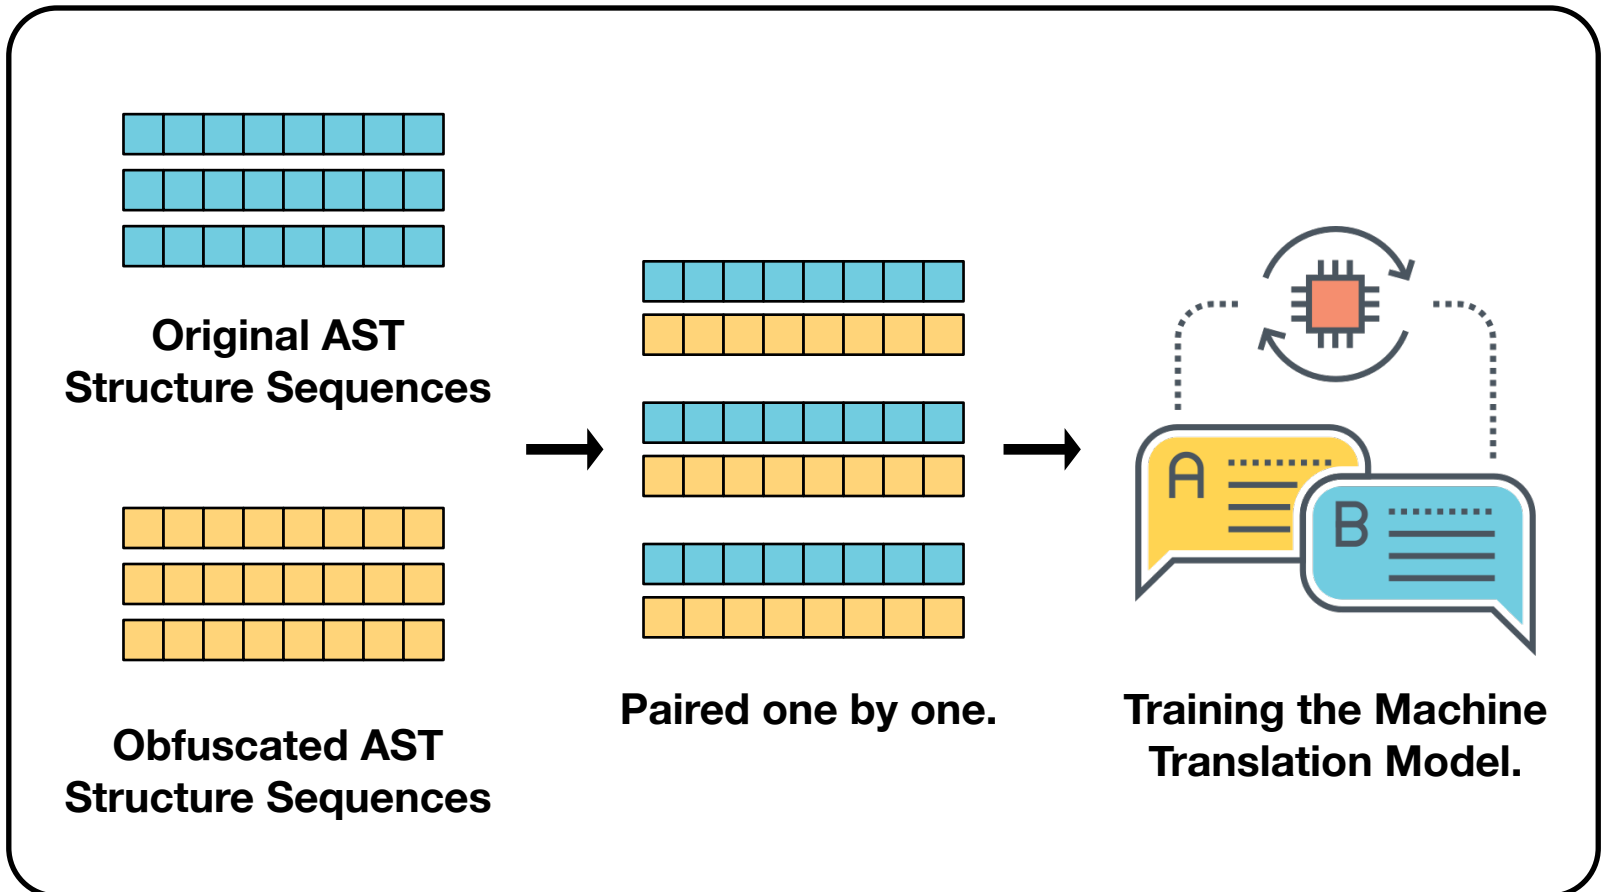 Original AST
Structure Sequences
Obfuscated AST
Structure Sequences
Paired one by one.
A
B
Training the Machine
Translation Model.